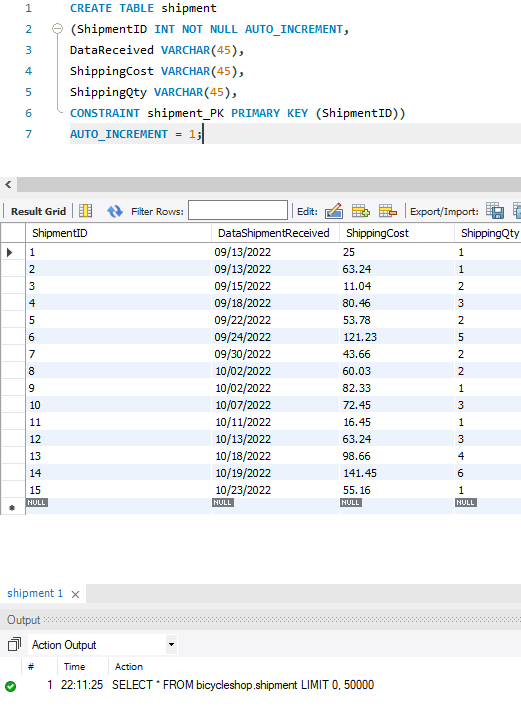 1 CREATE TABLE shipment
2 (ShipmentID INT NOT NULL AUTO_INCREMENT,
3 DataReceived VARCHAR(45),
4 ShippingCost VARCHAR(45),
5 ShippingQty VARCHAR(45),
6 CONSTRAINT shipment_PK PRIMARY KEY (ShipmentID))
7 AUTO_INCREMENT = 1;
Result Grid Filter Rows: Edit: Export/Import:
ShipmentID DataShipmentReceived ShippingCost ShippingQty
1 09/13/2022 25 1
2 09/13/2022 63.24 1
3 09/15/2022 11.04 2
4 09/18/2022 80.46 3
5 09/22/2022 53.78 2
6 09/24/2022 121.23 5
7 09/30/2022 43.66 2
8 10/02/2022 60.03 2
9 10/02/2022 82.33 1
10 10/07/2022 72.45 3
11 10/11/2022 16.45 1
12 10/13/2022 63.24 3
13 10/18/2022 98.66 4
14 10/19/2022 141.45 6
15 10/23/2022 55.16 1
NULL NULL NULL NULL
shipment 1
Output
Action Output
# Time Action
1 22:11:25 SELECT * FROM bicycleshop.shipment LIMIT 0, 50000